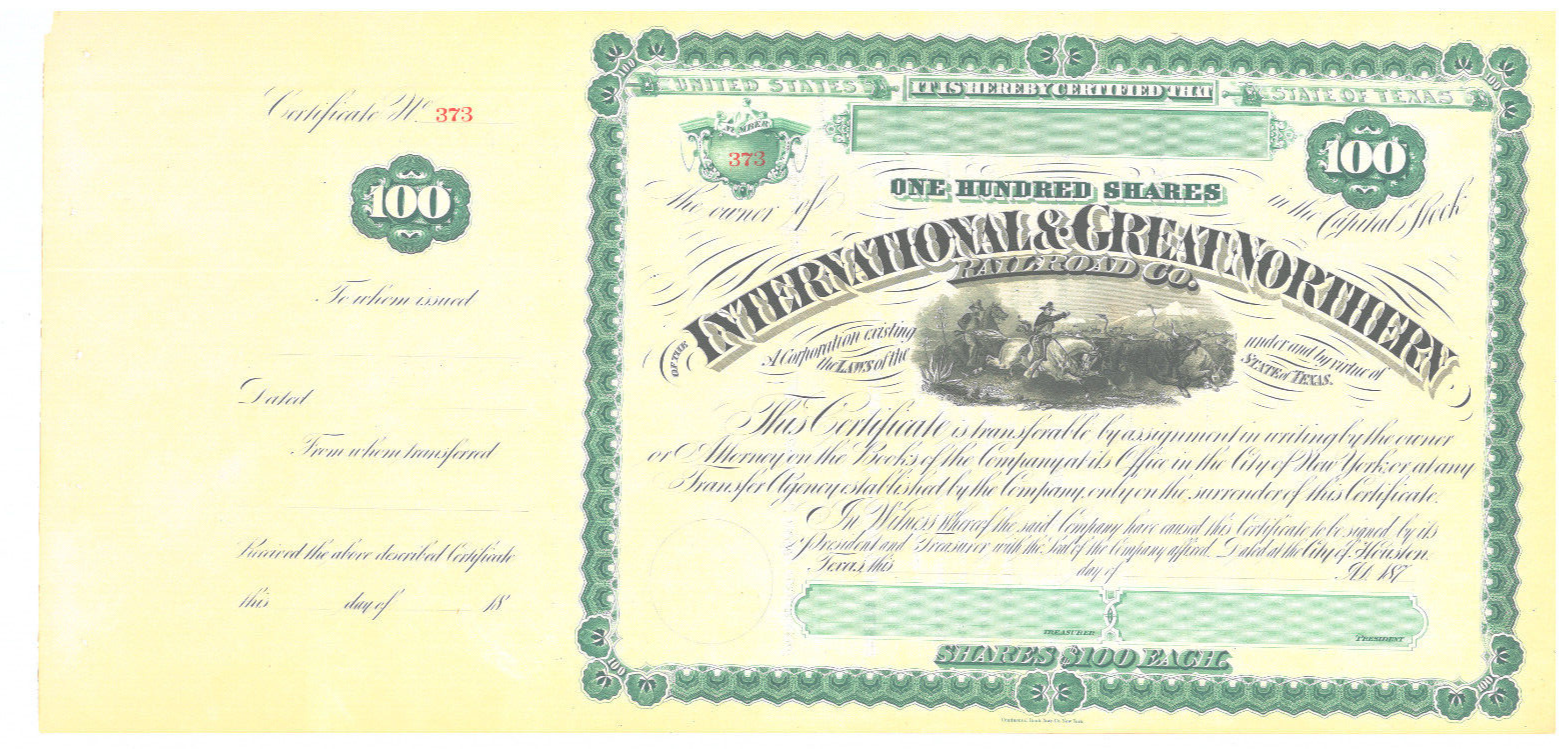 Certificate No. 373
100
To whom issued
Dated
From whom transferred
Received the above described Certificate
this day of 18
UNITED STATES
IT IS HEREBY CERTIFIED THAT
STATE OF TEXAS
NUMBER
373
100
the owner of
ONE HUNDRED SHARES
in the Capital Stock
OF THE INTERNATIONAL & GREAT NORTHERN
RAILROAD CO.
A Corporation existing under and by virtue of
the LAWS of the STATE of TEXAS.
This Certificate is transferable by assignment in writing by the owner
or Attorney on the Books of the Company at its Office in the City of New York or at any
Transfer Agency established by the Company, only on the surrender of this Certificate.
In Witness Whereof the said Company have caused this Certificate to be signed by its
President and Treasurer with the Seal of the Company affixed. Dated at the City of Houston
Texas, this day of A.D. 187
TREASURER
PRESIDENT
SHARES $100 EACH.
100
100
100
100